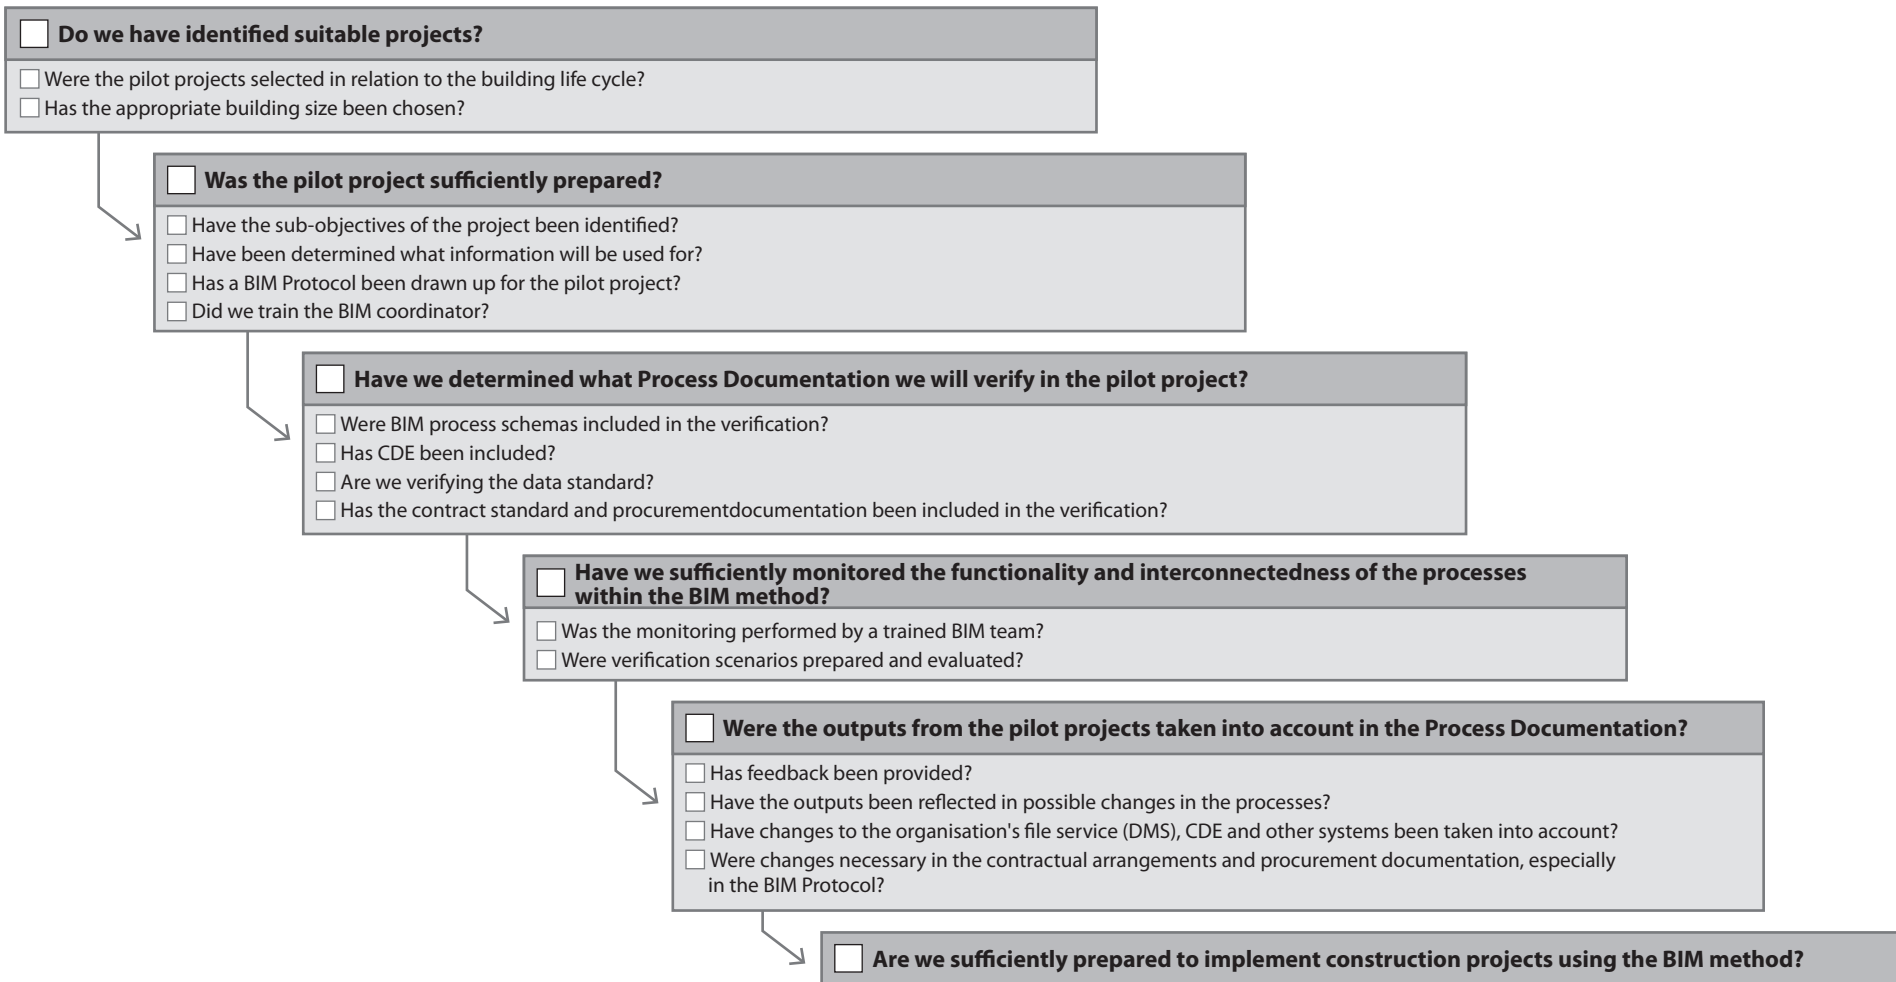 Do we have identified suitable projects?
Were the pilot projects selected in relation to the building life cycle?
Has the appropriate building size been chosen?
Was the pilot project sufficiently prepared?
Have the sub-objectives of the project been identified?
Have been determined what information will be used for?
Has a BIM Protocol been drawn up for the pilot project?
Did we train the BIM coordinator?
Have we determined what Process Documentation we will verify in the pilot project?
Were BIM process schemas included in the verification?
Has CDE been included?
Are we verifying the data standard?
Has the contract standard and procurementdocumentation been included in the verification?
Have we sufficiently monitored the functionality and interconnectedness of the processes
within the BIM method?
Was the monitoring performed by a trained BIM team?
Were verification scenarios prepared and evaluated?
Were the outputs from the pilot projects taken into account in the Process Documentation?
Has feedback been provided?
Have the outputs been reflected in possible changes in the processes?
Have changes to the organisation's file service (DMS), CDE and other systems been taken into account?
Were changes necessary in the contractual arrangements and procurement documentation, especially
in the BIM Protocol?
Are we sufficiently prepared to implement construction projects using the BIM method?